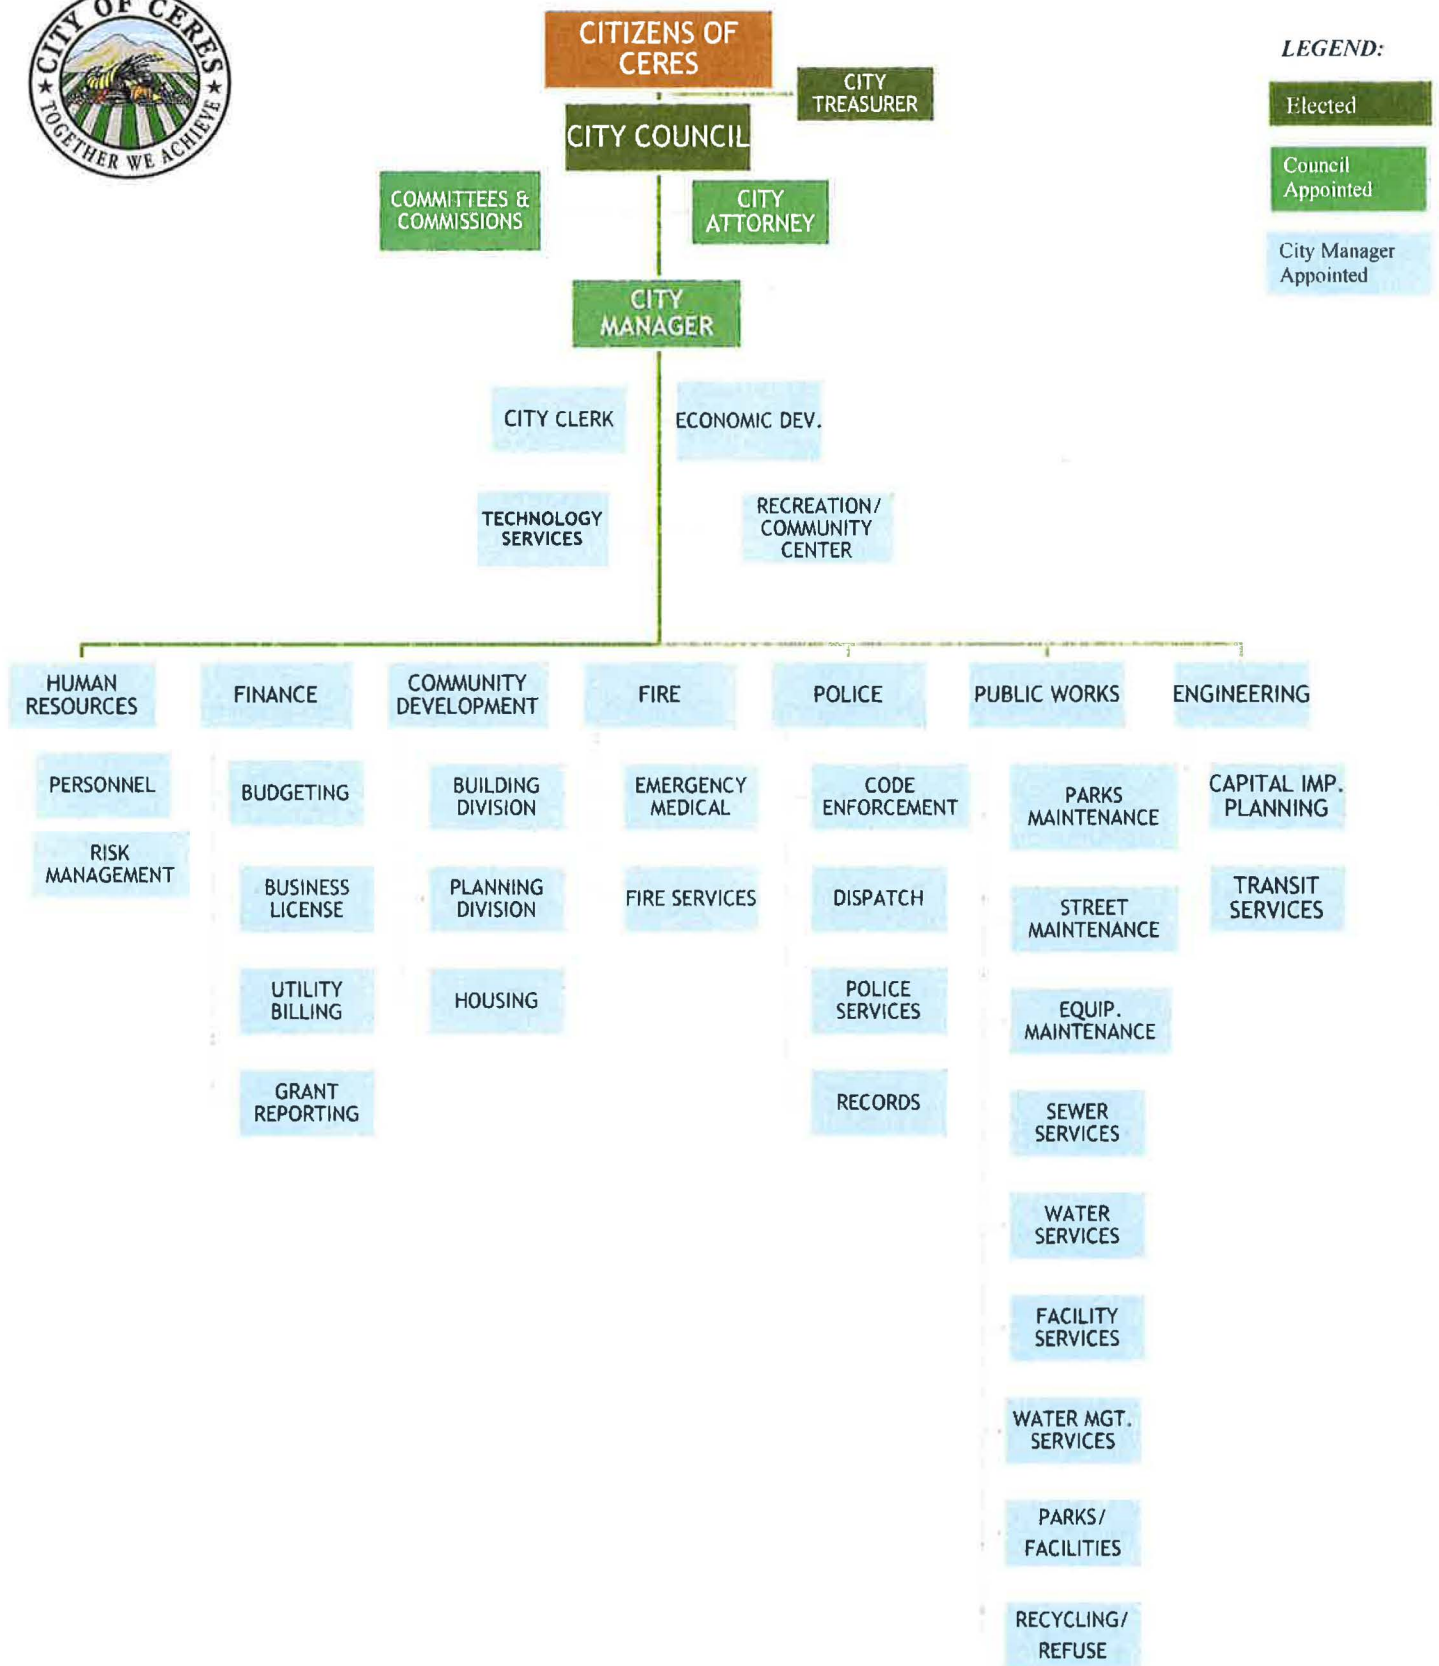 CITY OF CERES
TOGETHER WE ACHIEVE
CITIZENS OF
CERES
CITY
TREASURER
CITY COUNCIL
LEGEND:
Elected
Council
Appointed
City Manager
Appointed
COMMITTEES &
COMMISSIONS
CITY
ATTORNEY
CITY
MANAGER
CITY CLERK
ECONOMIC DEV.
TECHNOLOGY
SERVICES
RECREATION/
COMMUNITY
CENTER
HUMAN
RESOURCES
PERSONNEL
RISK
MANAGEMENT
FINANCE
BUDGETING
BUSINESS
LICENSE
UTILITY
BILLING
GRANT
REPORTING
COMMUNITY
DEVELOPMENT
BUILDING
DIVISION
PLANNING
DIVISION
HOUSING
FIRE
EMERGENCY
MEDICAL
FIRE SERVICES
POLICE
CODE
ENFORCEMENT
DISPATCH
POLICE
SERVICES
RECORDS
PUBLIC WORKS
PARKS
MAINTENANCE
STREET
MAINTENANCE
EQUIP.
MAINTENANCE
SEWER
SERVICES
WATER
SERVICES
FACILITY
SERVICES
WATER MGT.
SERVICES
PARKS/
FACILITIES
RECYCLING/
REFUSE
ENGINEERING
CAPITAL IMP.
PLANNING
TRANSIT
SERVICES